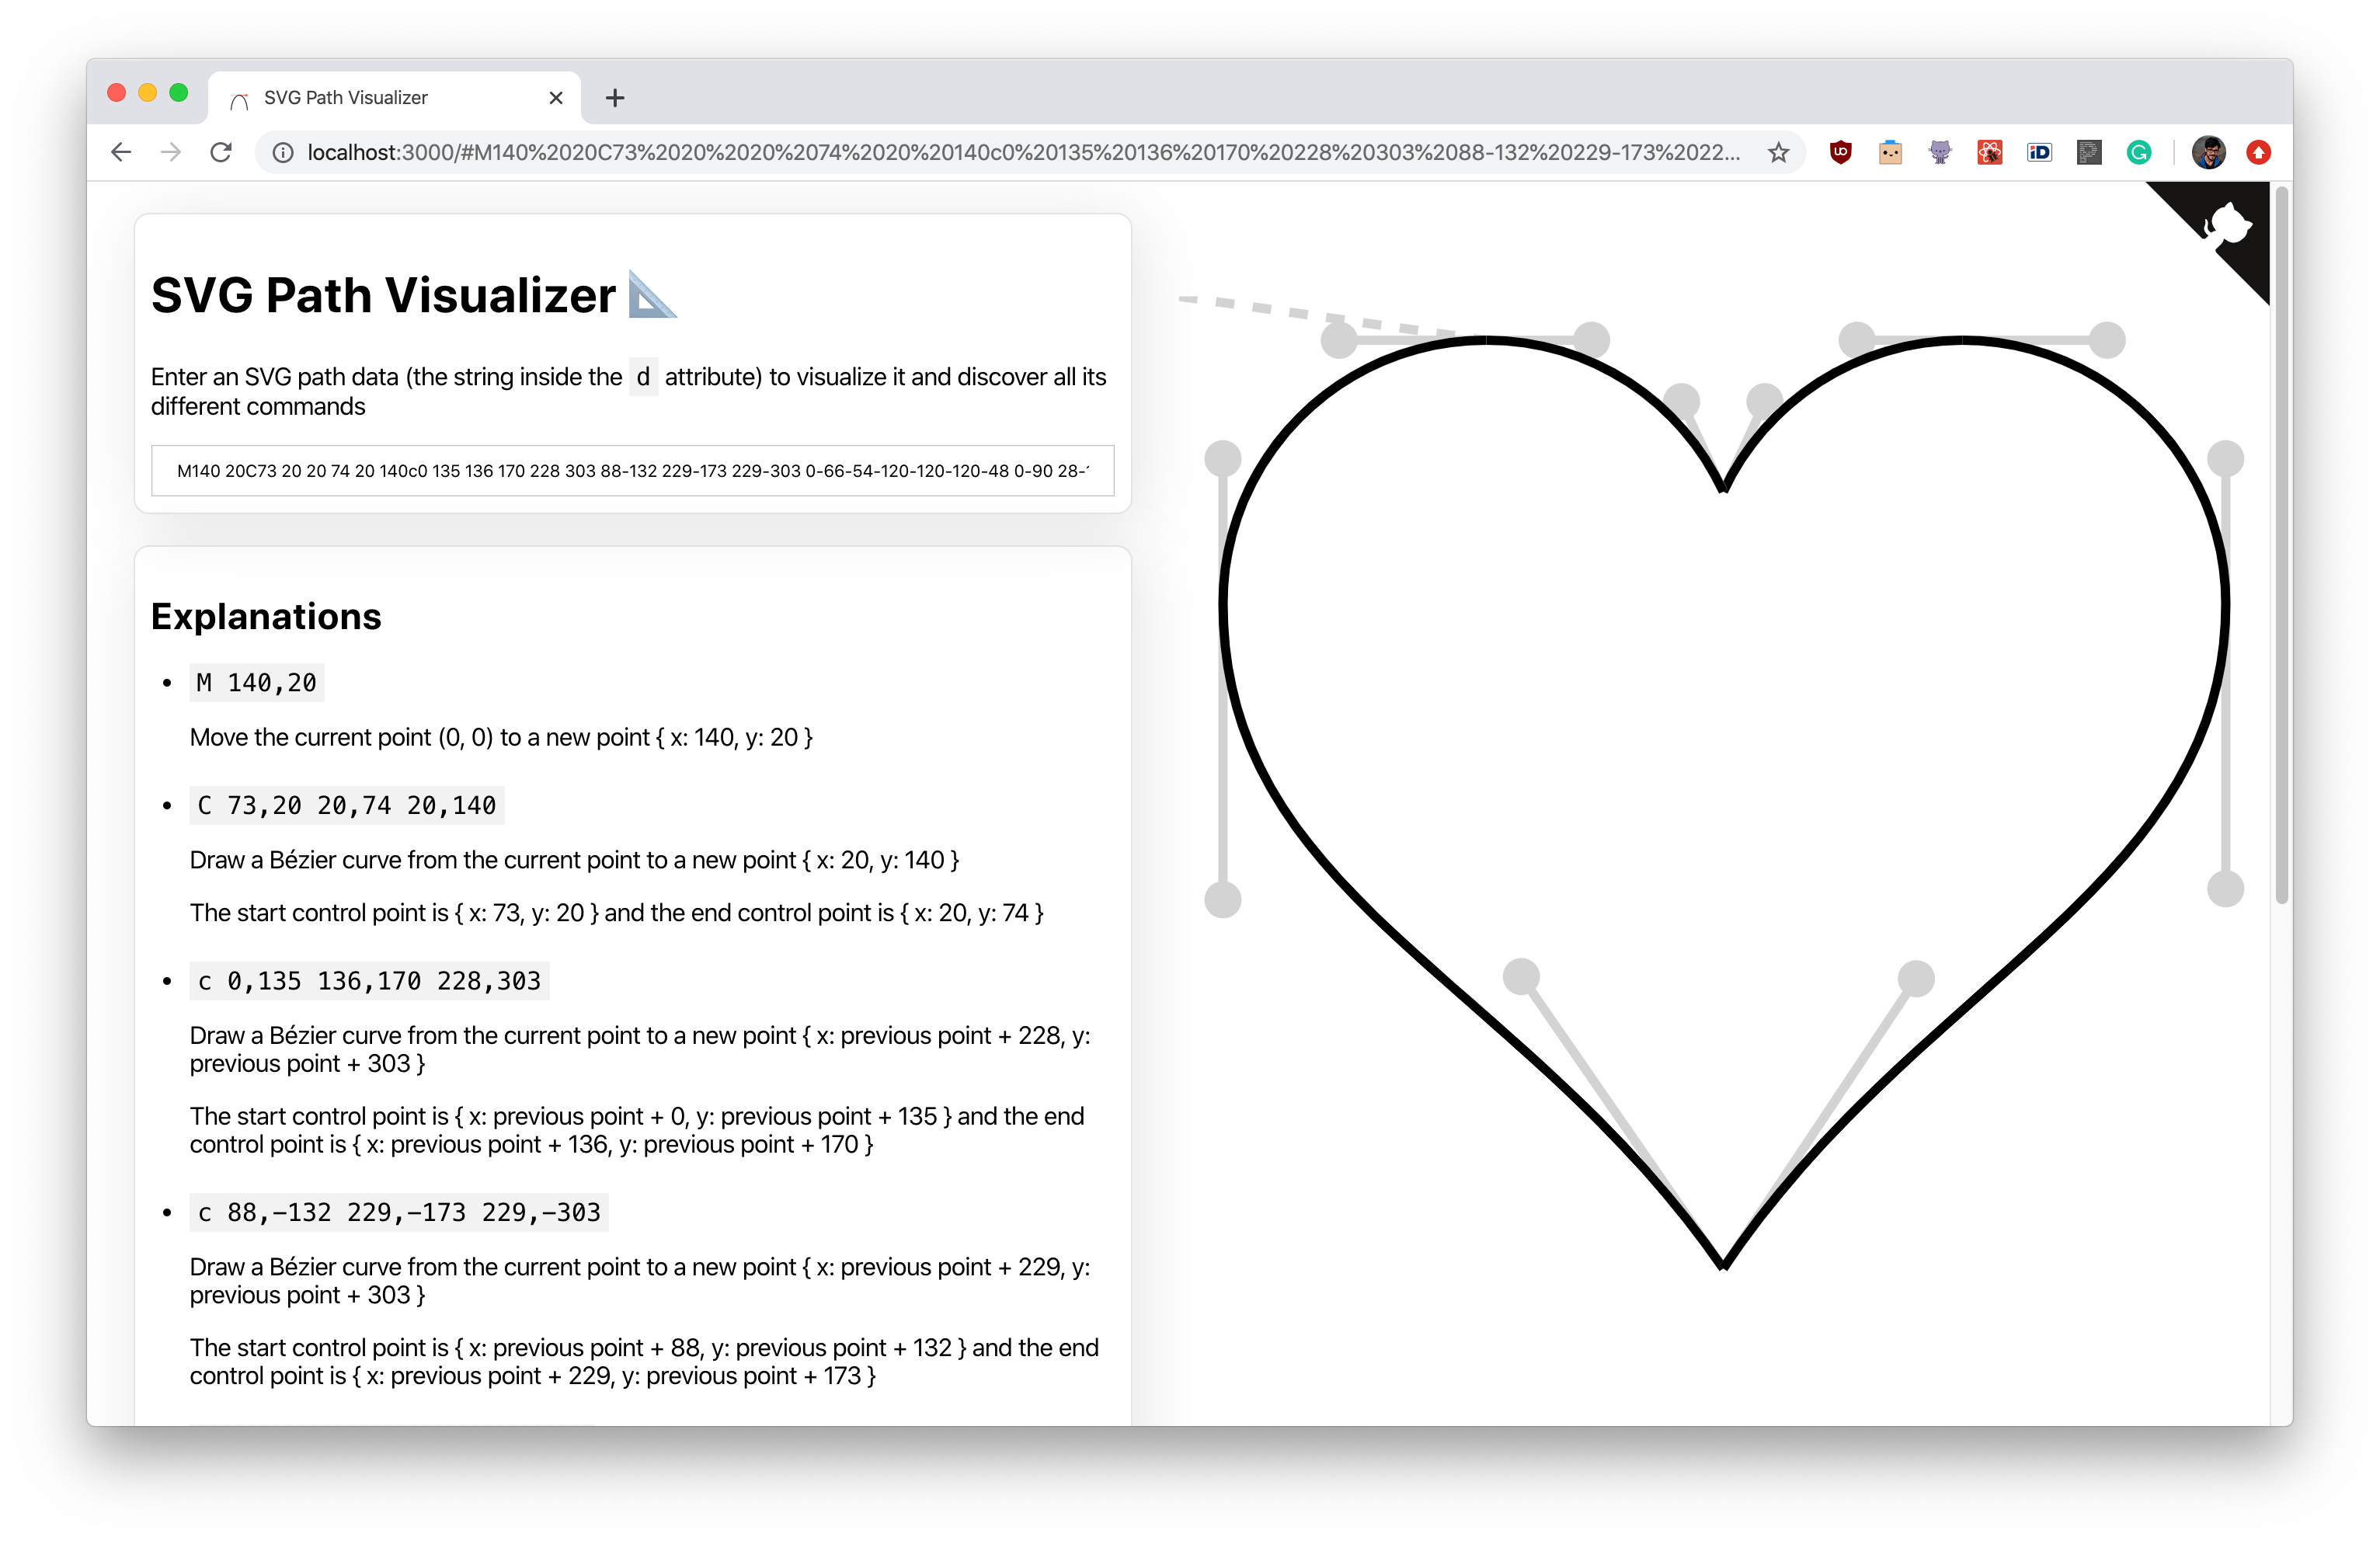 SVG Path Visualizer
localhost:3000/#M140%2020C73%2020%2020%2074%2020%20140c0%20135%20136%20170%20228%20303%2088-132%20229-173%2022...
SVG Path Visualizer
Enter an SVG path data (the string inside the d attribute) to visualize it and discover all its
different commands
M140 20C73 20 20 74 20 140c0 135 136 170 228 303 88-132 229-173 229-303 0-66-54-120-120-120-48 0-90 28-
Explanations
M 140,20
Move the current point (0, 0) to a new point { x: 140, y: 20 }
C 73,20 20,74 20,140
Draw a Bézier curve from the current point to a new point { x: 20, y: 140 }
The start control point is { x: 73, y: 20 } and the end control point is { x: 20, y: 74 }
c 0,135 136,170 228,303
Draw a Bézier curve from the current point to a new point { x: previous point + 228, y:
previous point + 303 }
The start control point is { x: previous point + 0, y: previous point + 135 } and the end
control point is { x: previous point + 136, y: previous point + 170 }
c 88,-132 229,-173 229,-303
Draw a Bézier curve from the current point to a new point { x: previous point + 229, y:
previous point + 303 }
The start control point is { x: previous point + 88, y: previous point + 132 } and the end
control point is { x: previous point + 229, y: previous point + 173 }